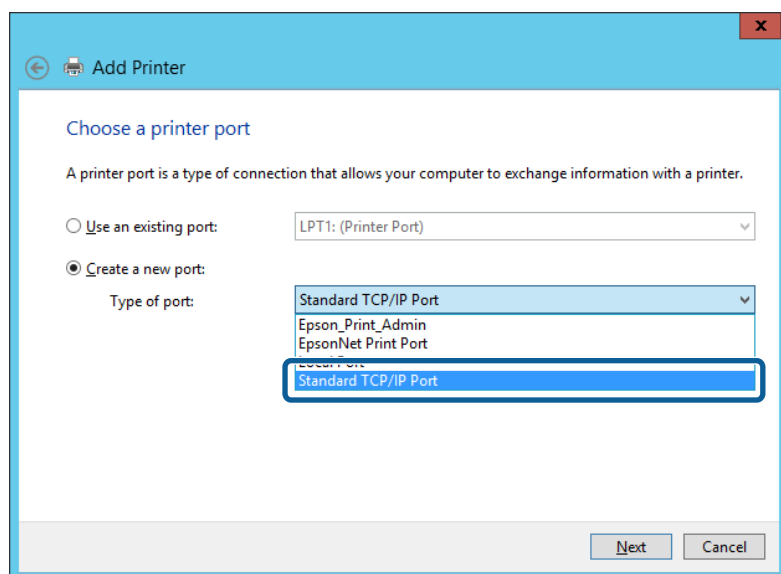 x
Add Printer
Choose a printer port
A printer port is a type of connection that allows your computer to exchange information with a printer.
Use an existing port: LPT1: (Printer Port)
Create a new port:
Type of port: Standard TCP/IP Port
Epson_Print_Admin
EpsonNet Print Port
Local Port
Standard TCP/IP Port
Next Cancel